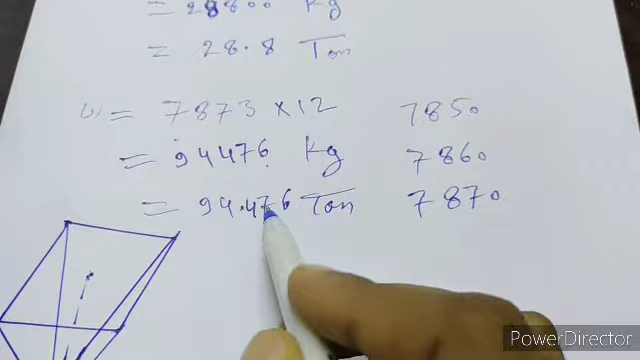 = 28800 Kg
= 28.8 Ton
b) = 7873 × 12 7850
= 94476 Kg 7860
= 94.476 Ton 7870
PowerDirector